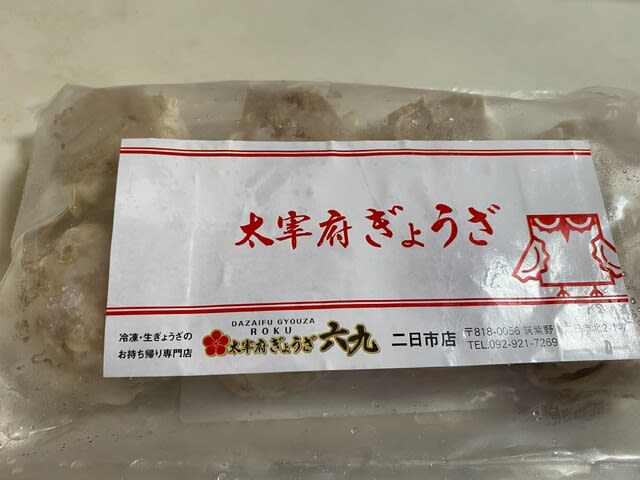 太宰府ぎょうざ
DAZAIFU GYOUZA
ROKU
冷凍・生ぎょうざの
お持ち帰り専門店
太宰府ぎょうざ 六九 二日市店
〒818-0056 筑紫野
TEL.092-921-7269